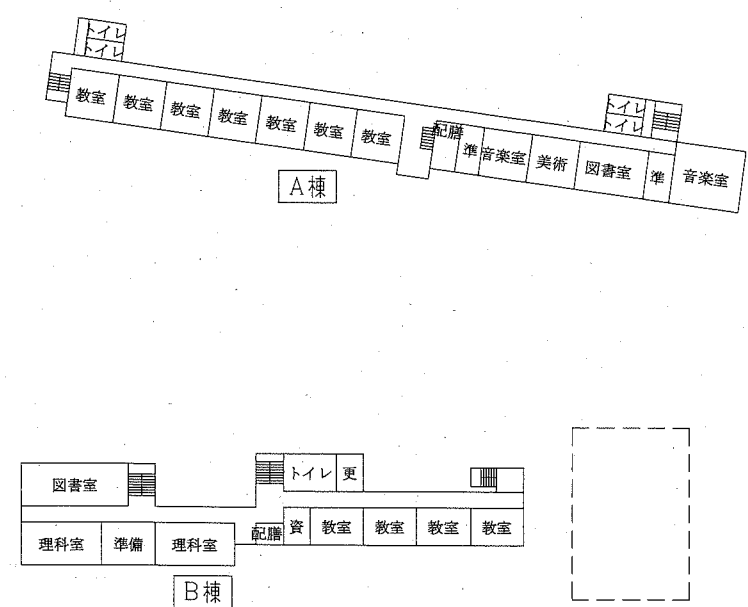 トイレ
トイレ
教室
教室
教室
教室
教室
教室
教室
トイレ
トイレ
配膳
準
音楽室
美術
図書室
準
音楽室
A棟
図書室
トイレ
更
理科室
準備
理科室
配膳
資
教室
教室
教室
教室
B棟